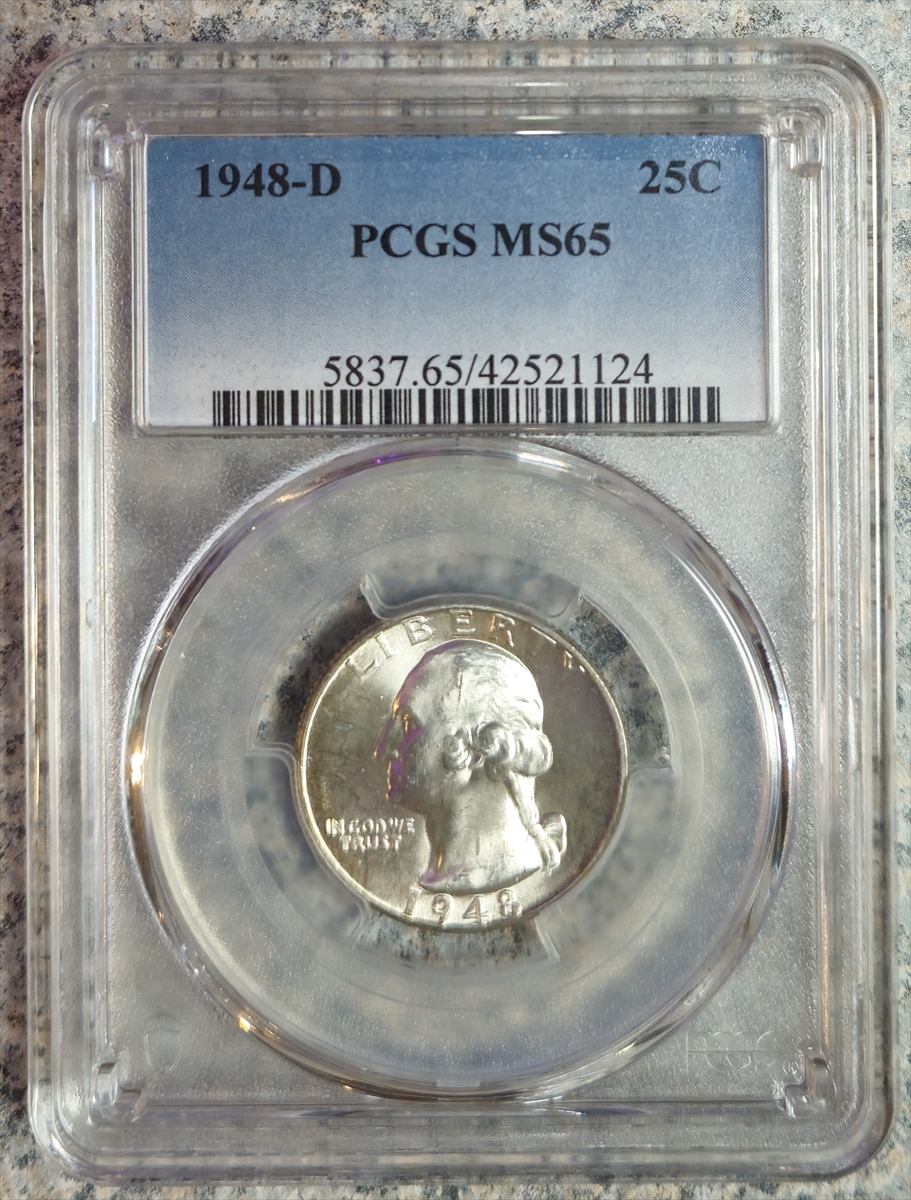 1948-D 25C
PCGS MS65
5837.65/42521124
LIBERTY
IN GOD WE
TRUST
1948